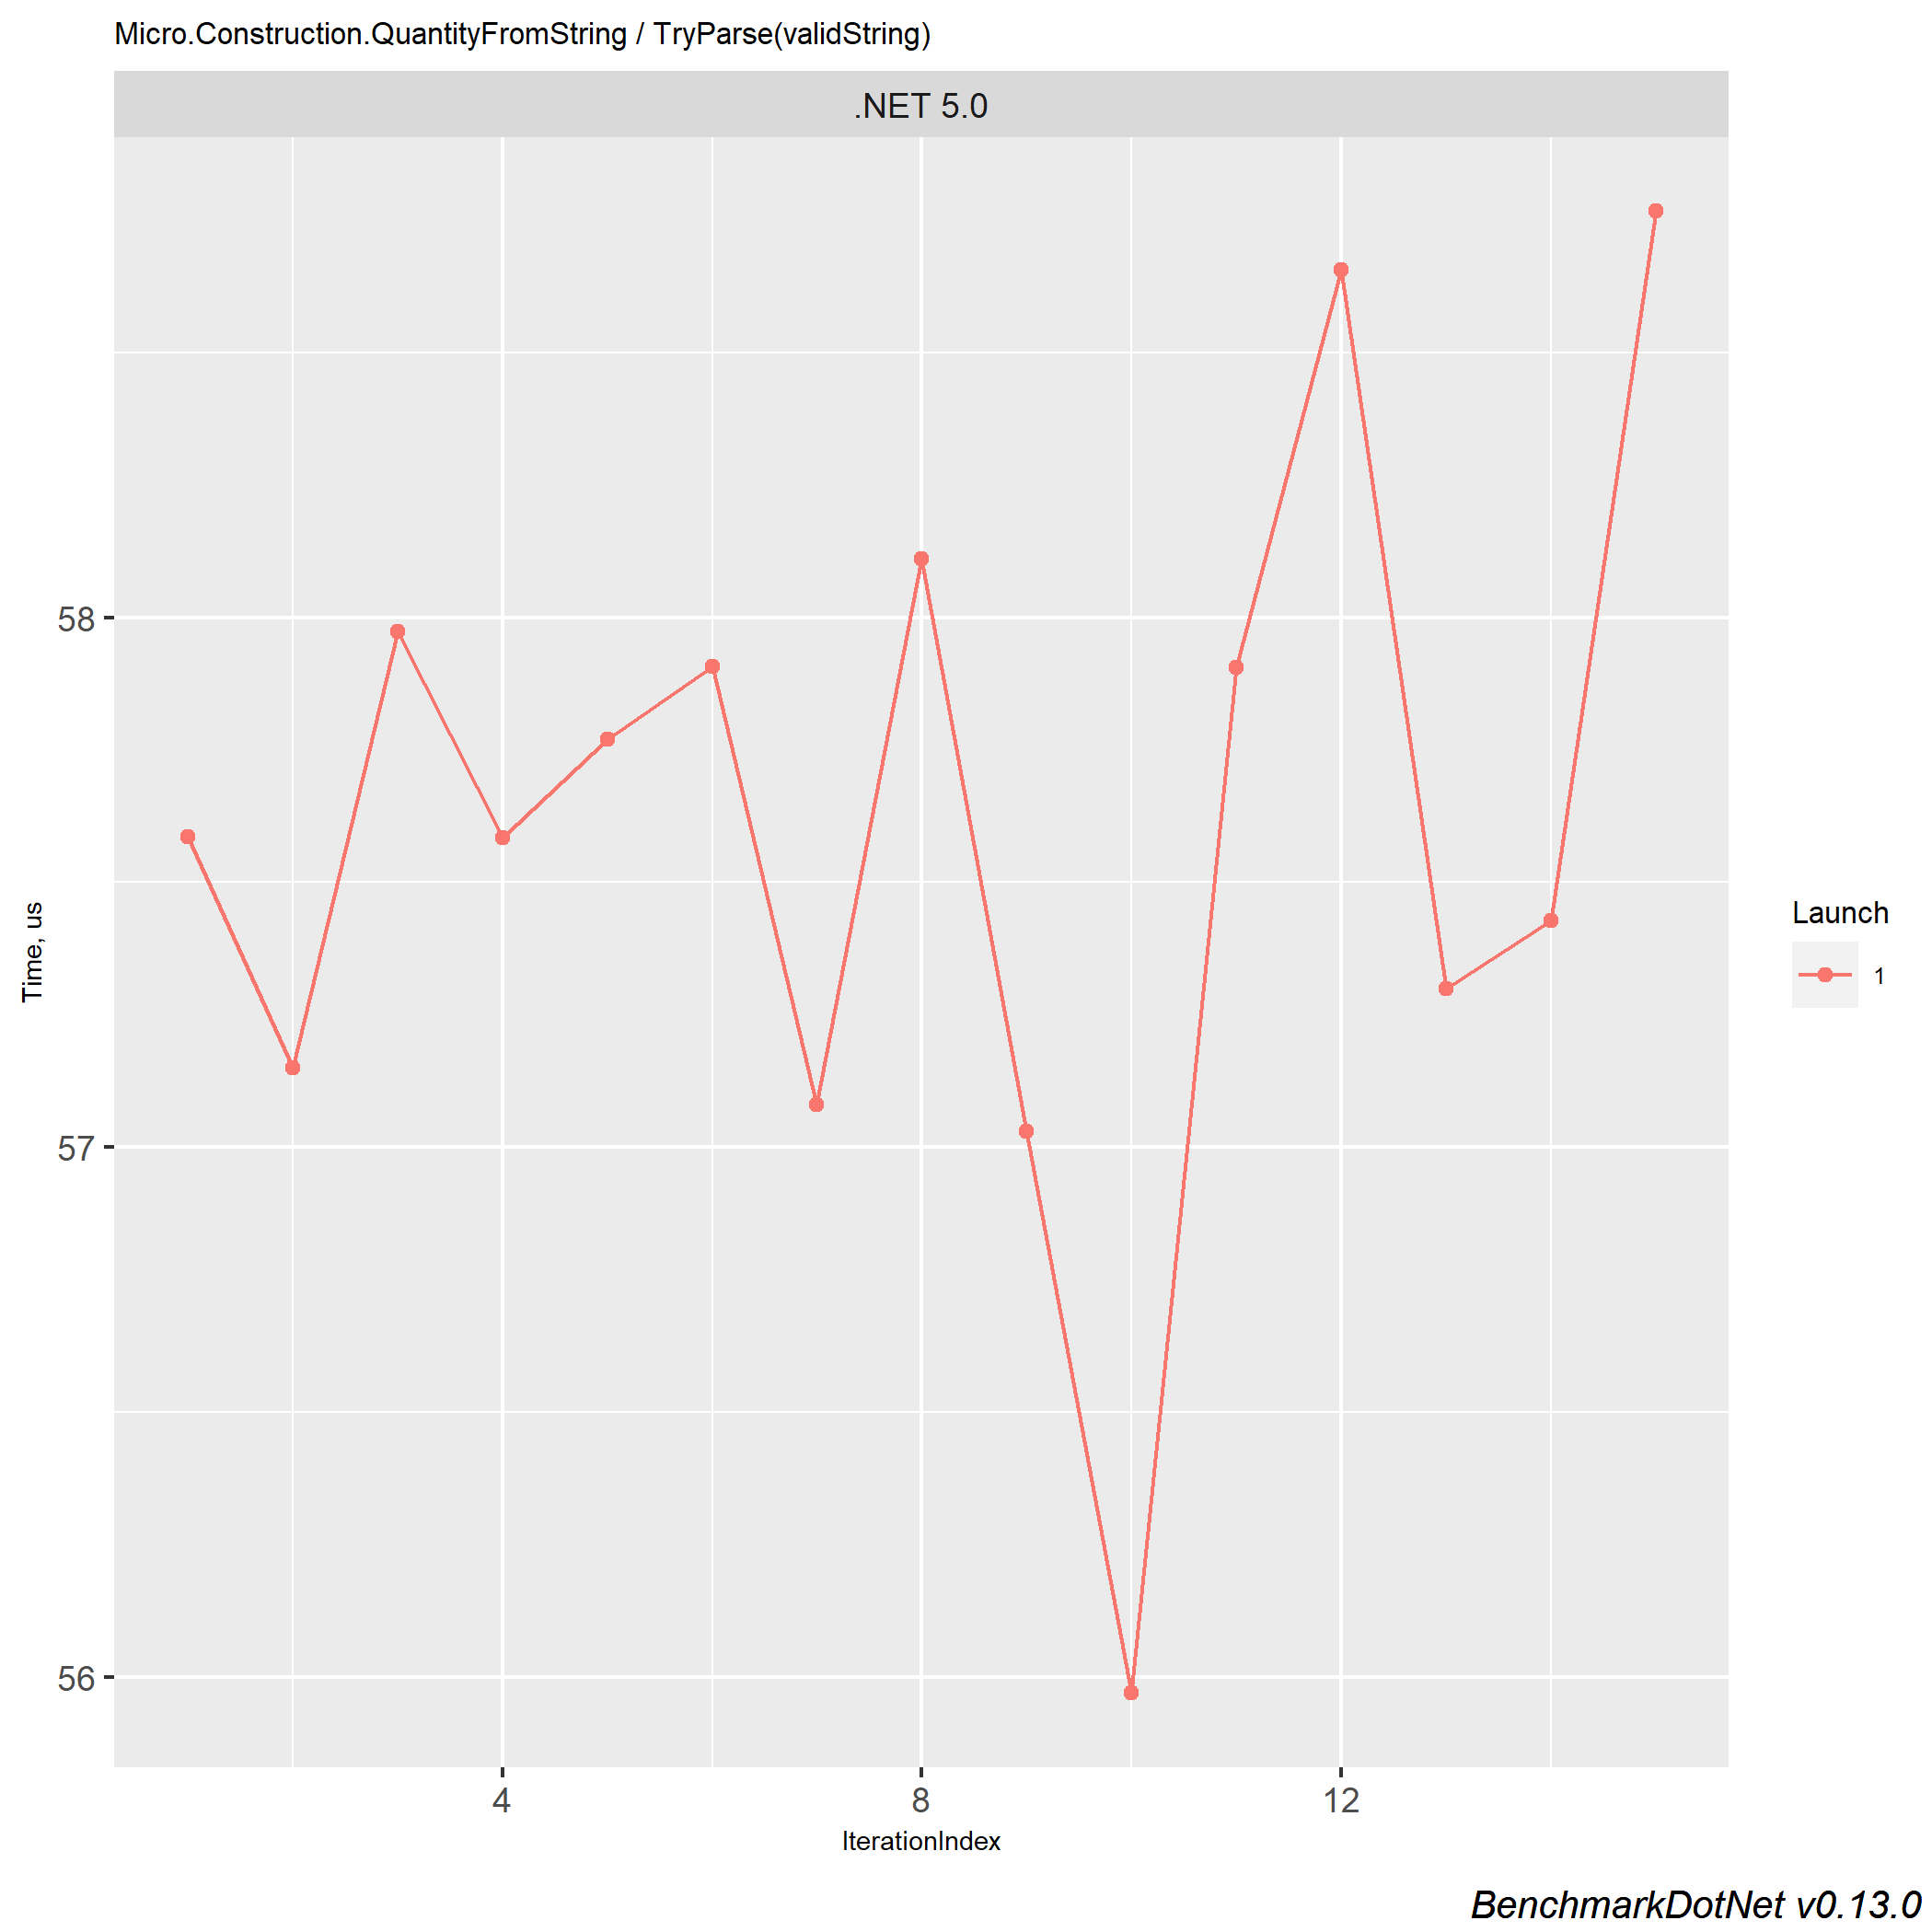 Micro.Construction.QuantityFromString / TryParse(validString)
.NET 5.0
58
57
56
Time, us
4
8
12
IterationIndex
Launch
1
BenchmarkDotNet v0.13.0